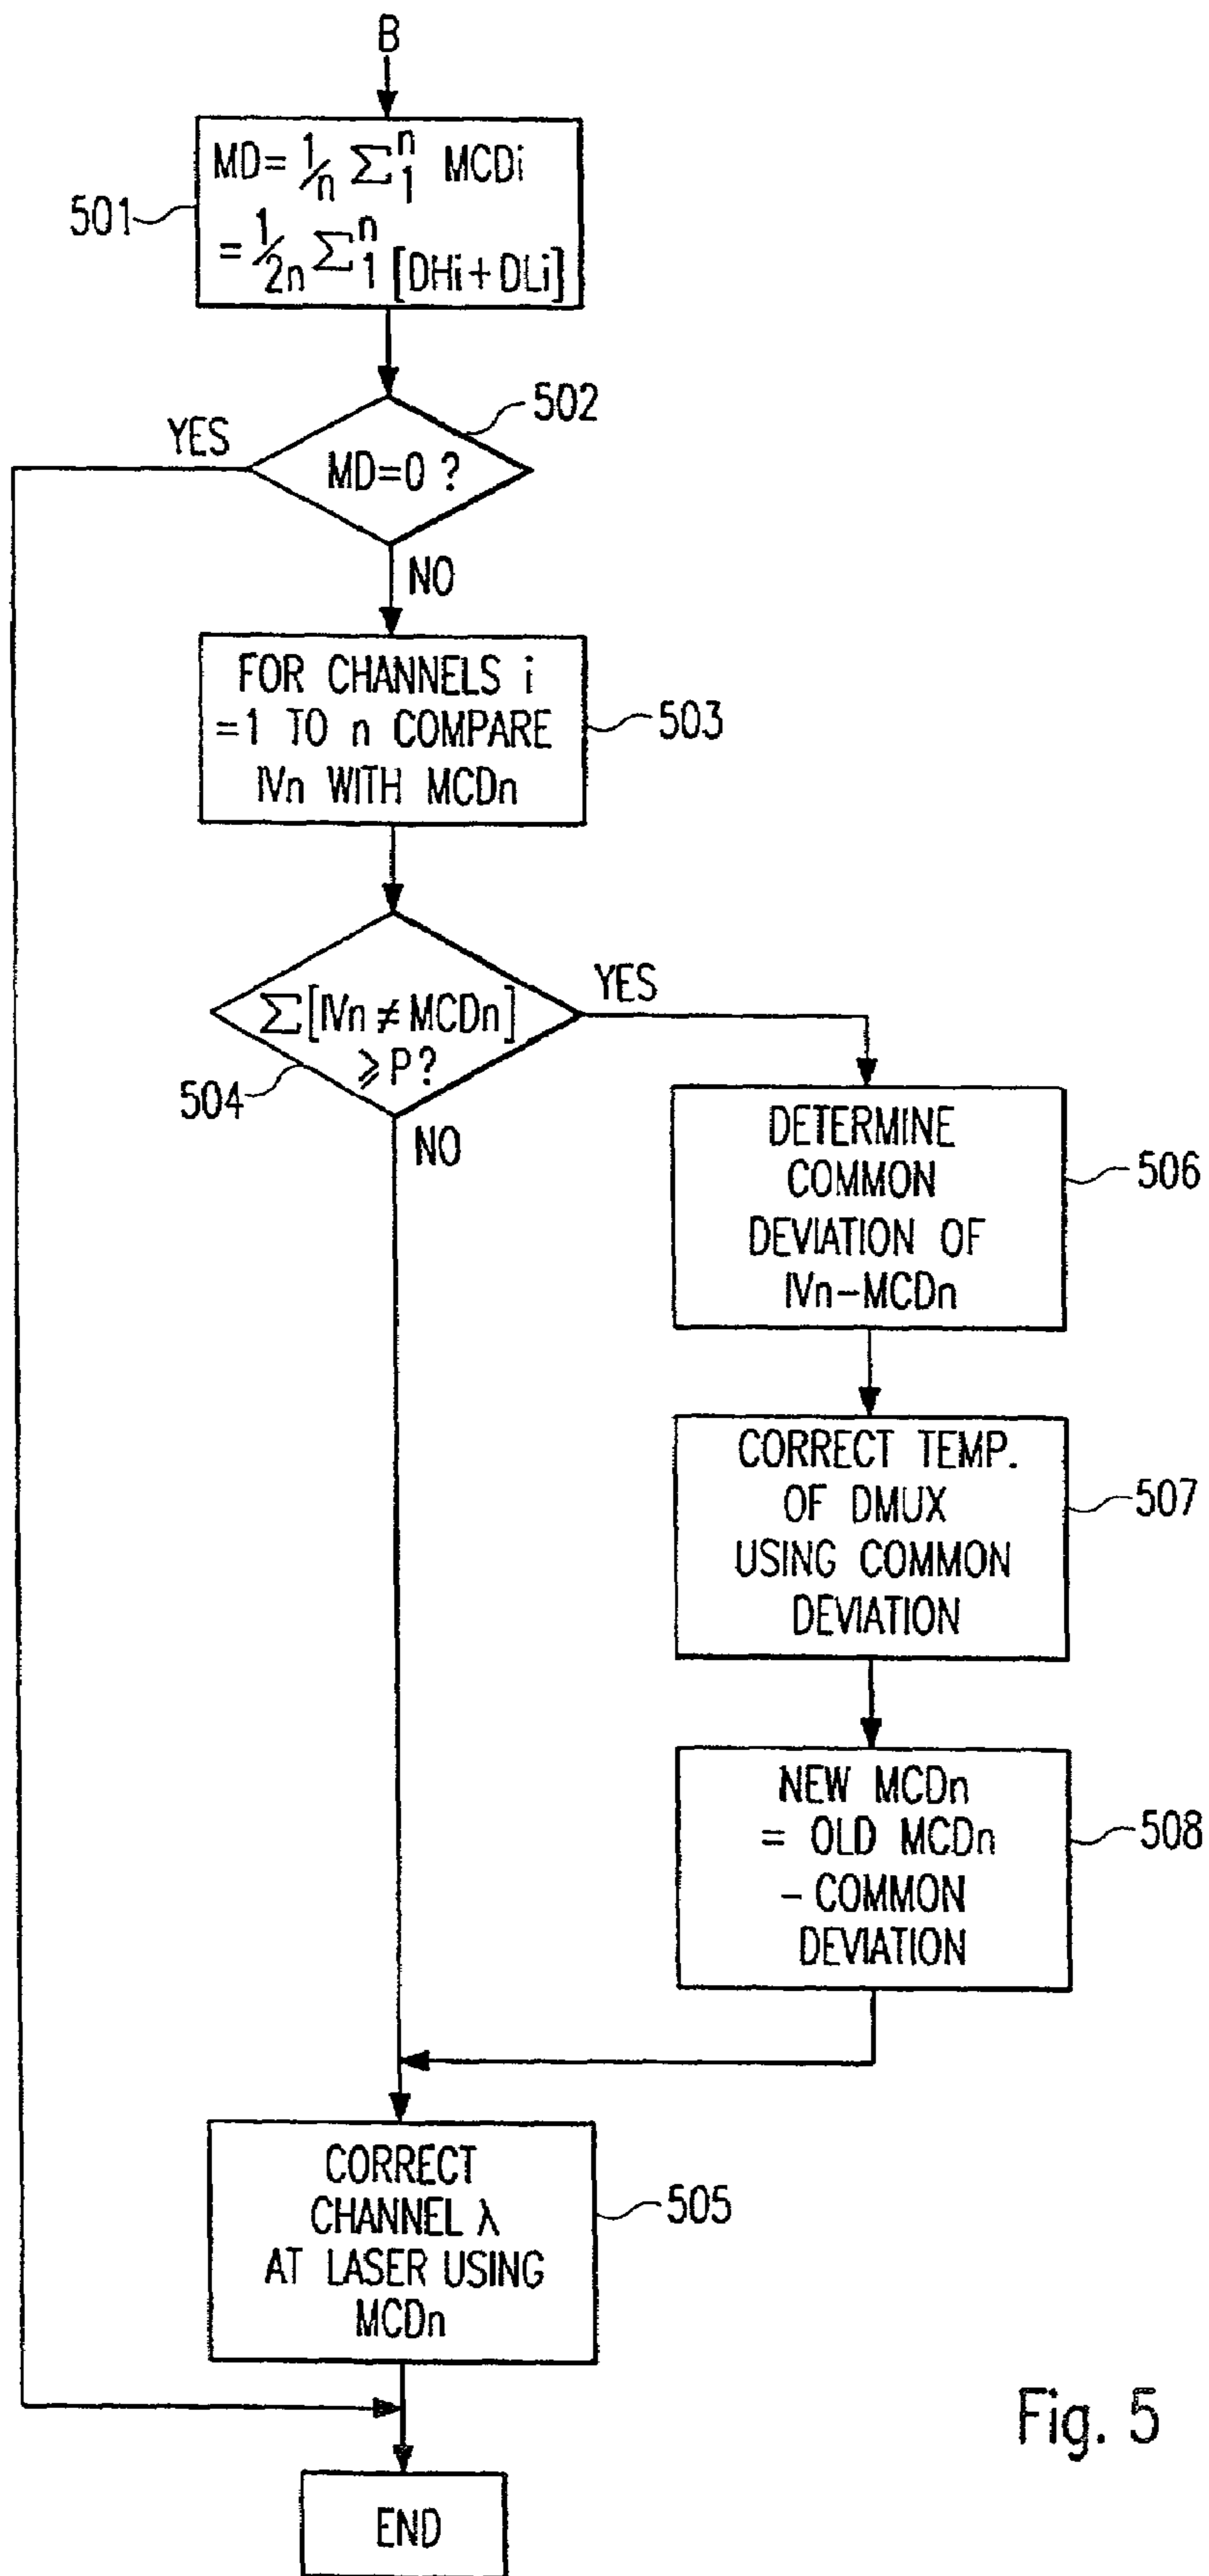 B
501
MD= 1/n Σ 1 n MCDi
= 1/2n Σ 1 n [DHi + DLi]
502
YES
MD=0 ?
NO
FOR CHANNELS i
=1 TO n COMPARE
IVn WITH MCDn
503
Σ[IVn ≠ MCDn]
⩾ P?
504
YES
NO
DETERMINE
COMMON
DEVIATION OF
IVn-MCDn
506
CORRECT TEMP.
OF DMUX
USING COMMON
DEVIATION
507
NEW MCDn
= OLD MCDn
- COMMON
DEVIATION
508
CORRECT
CHANNEL λ
AT LASER USING
MCDn
505
END
Fig. 5